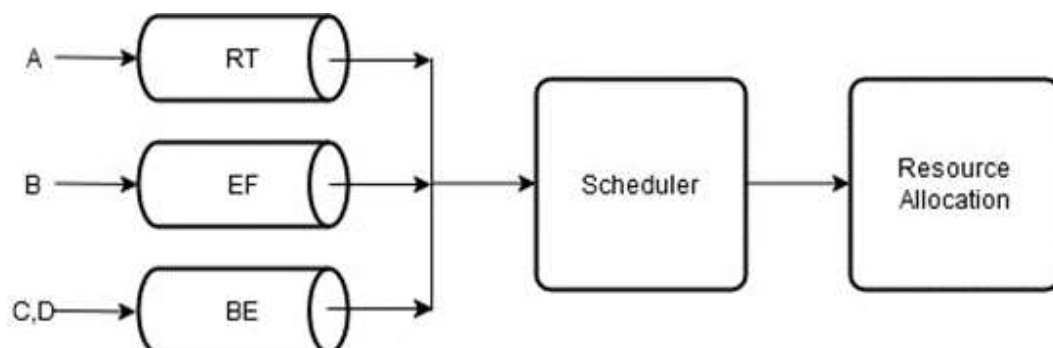 A
RT
B
EF
C,D
BE
Scheduler
Resource
Allocation